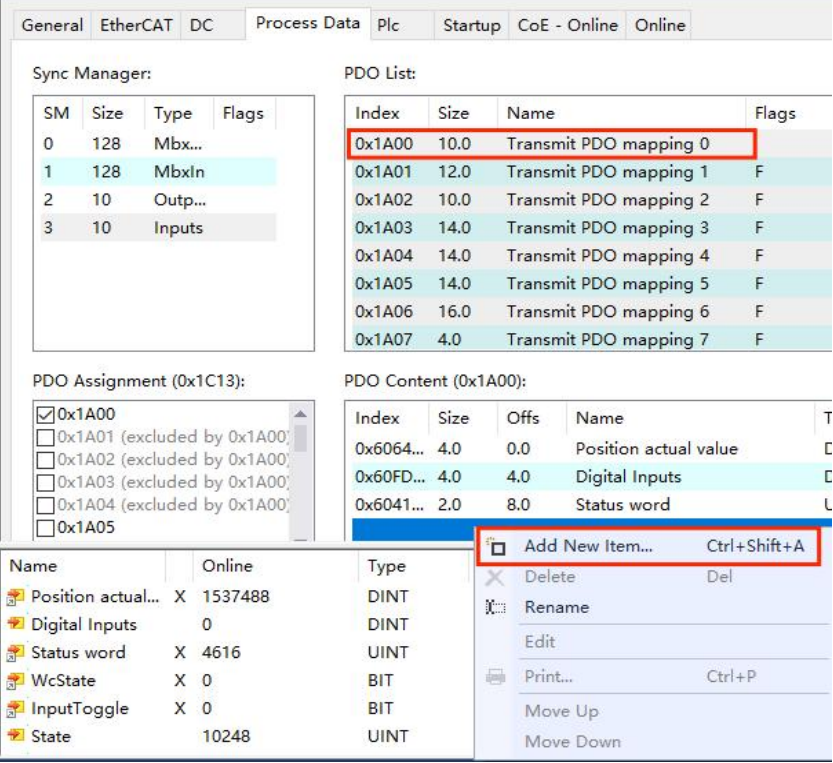 General EtherCAT DC Process Data Plc Startup CoE - Online Online
Sync Manager:
SM Size Type Flags
0 128 Mbx...
1 128 MbxIn
2 10 Outp...
3 10 Inputs
PDO List:
Index Size Name Flags
0x1A00 10.0 Transmit PDO mapping 0
0x1A01 12.0 Transmit PDO mapping 1 F
0x1A02 10.0 Transmit PDO mapping 2 F
0x1A03 14.0 Transmit PDO mapping 3 F
0x1A04 14.0 Transmit PDO mapping 4 F
0x1A05 14.0 Transmit PDO mapping 5 F
0x1A06 16.0 Transmit PDO mapping 6 F
0x1A07 4.0 Transmit PDO mapping 7 F
PDO Assignment (0x1C13):
0x1A00
0x1A01 (excluded by 0x1A00)
0x1A02 (excluded by 0x1A00)
0x1A03 (excluded by 0x1A00)
0x1A04 (excluded by 0x1A00)
0x1A05
PDO Content (0x1A00):
Index Size Offs Name T
0x6064... 4.0 0.0 Position actual value D
0x60FD... 4.0 4.0 Digital Inputs D
0x6041... 2.0 8.0 Status word U
Name Online Type
Position actual... X 1537488 DINT
Digital Inputs 0 DINT
Status word X 4616 UINT
WcState X 0 BIT
InputToggle X 0 BIT
State 10248 UINT
Add New Item... Ctrl+Shift+A
Delete Del
Rename
Edit
Print... Ctrl+P
Move Up
Move Down